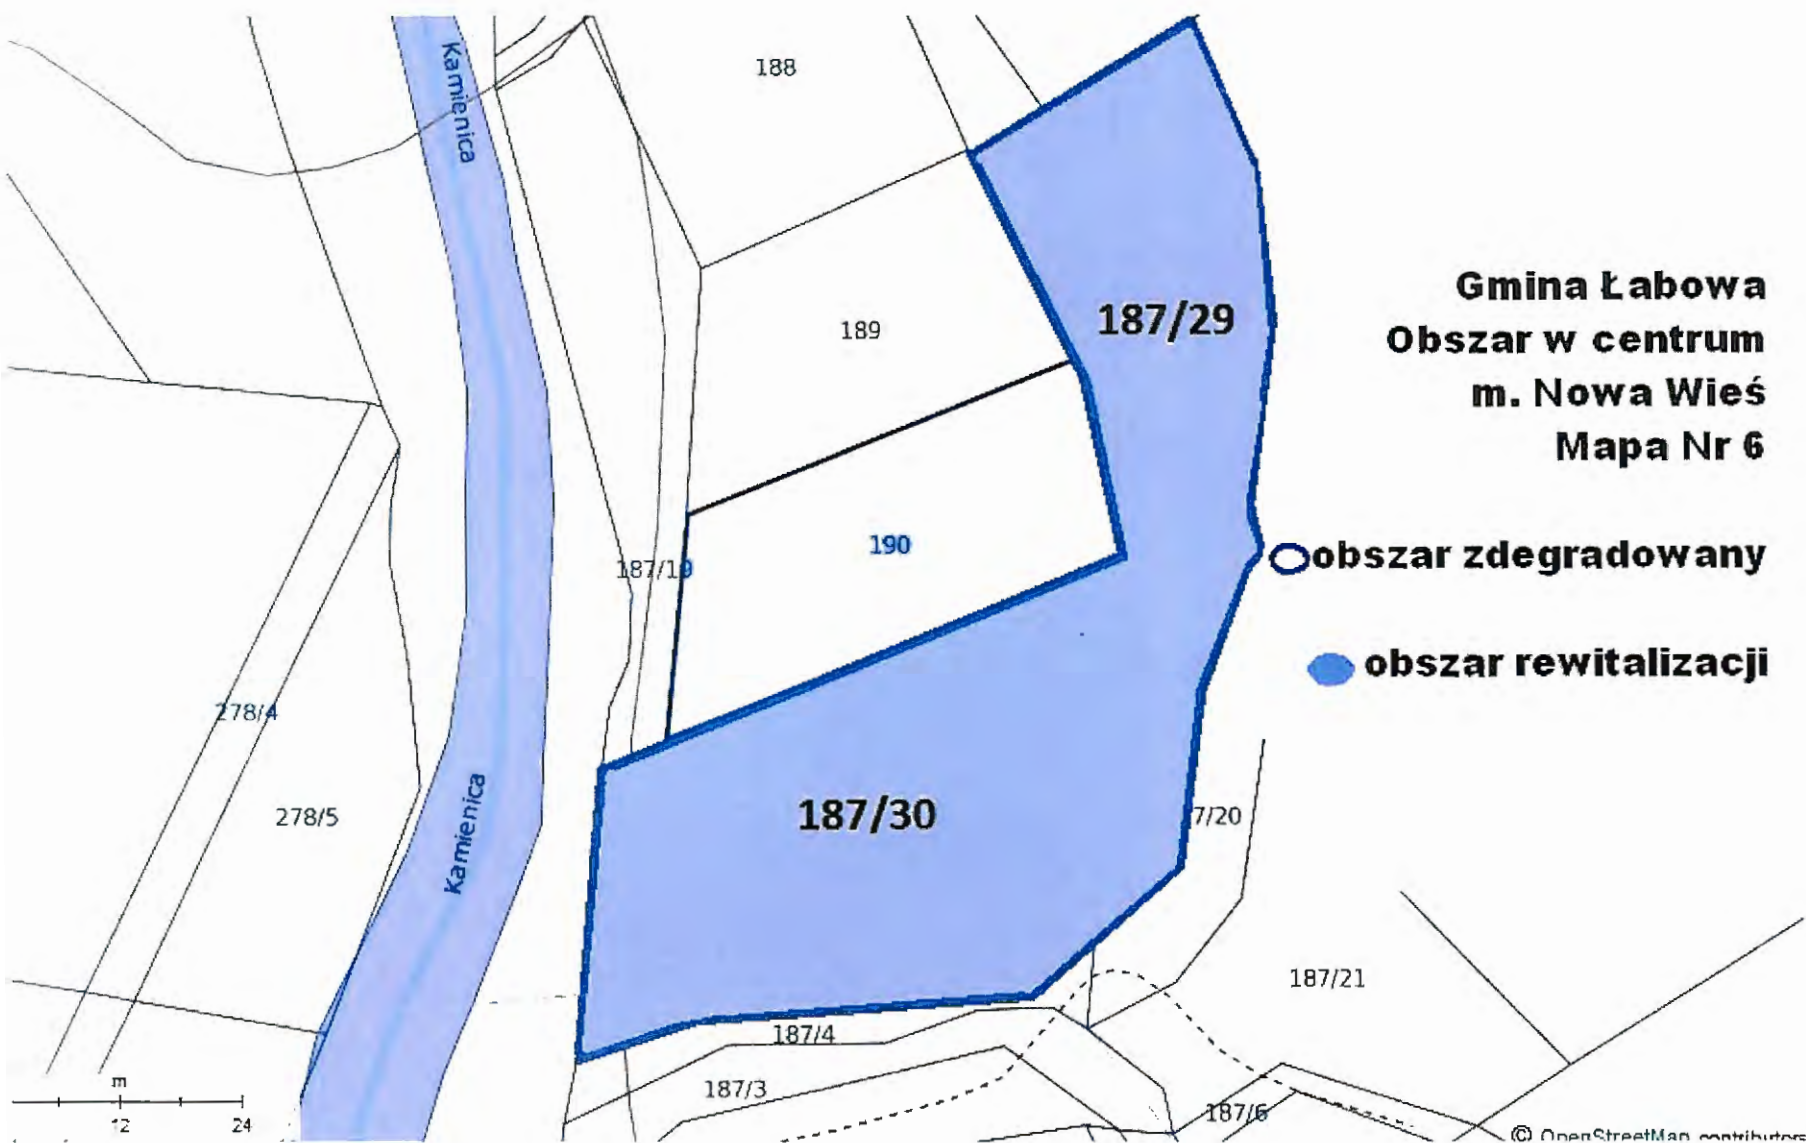 Kamienica
188
189
187/29
Gmina Łabowa
Obszar w centrum
m. Nowa Wieś
Mapa Nr 6
190
187/19
obszar zdegradowany
obszar rewitalizacji
278/4
278/5
Kamienica
187/30
7/20
187/21
187/4
187/3
187/6
m
12
24
© OpenStreetMap contributors